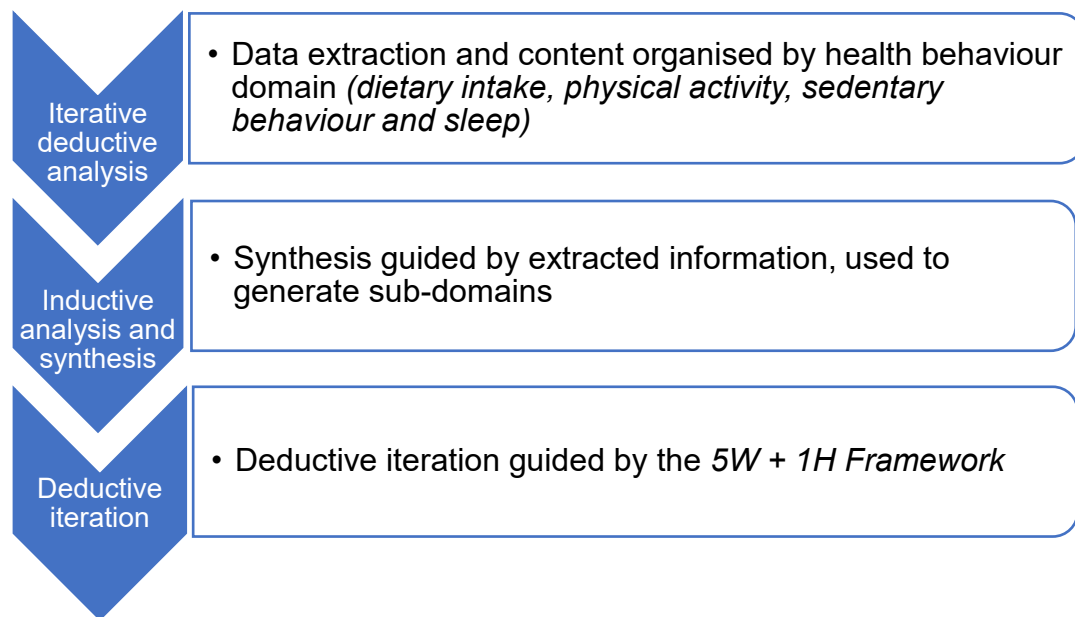 Iterative
deductive
analysis
• Data extraction and content organised by health behaviour
domain (dietary intake, physical activity, sedentary
behaviour and sleep)
Inductive
analysis and
synthesis
• Synthesis guided by extracted information, used to
generate sub-domains
Deductive
iteration
• Deductive iteration guided by the 5W + 1H Framework